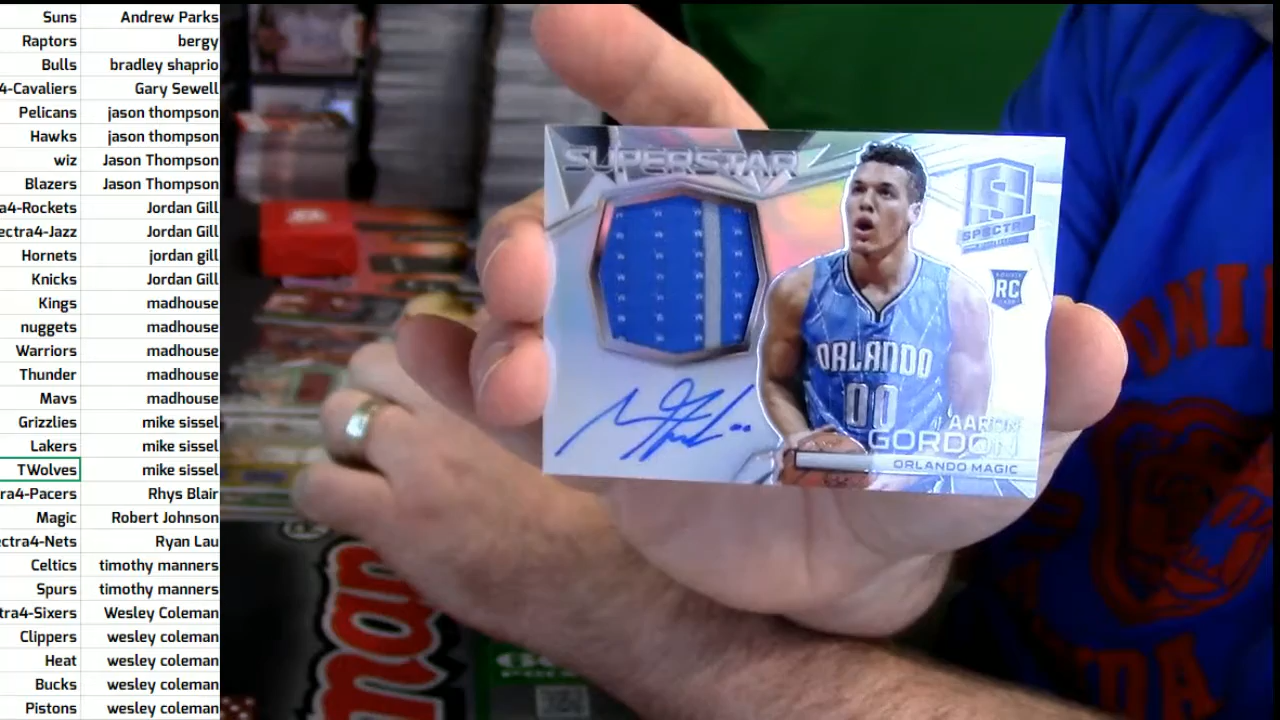 Suns Andrew Parks
Raptors bergy
Bulls bradley shaprio
4-Cavaliers Gary Sewell
Pelicans jason thompson
Hawks jason thompson
wiz Jason Thompson
Blazers Jason Thompson
ra4-Rockets Jordan Gill
ectra4-Jazz Jordan Gill
Hornets jordan gill
Knicks Jordan Gill
Kings madhouse
nuggets madhouse
Warriors madhouse
Thunder madhouse
Mavs madhouse
Grizzlies mike sissel
Lakers mike sissel
TWolves mike sissel
ra4-Pacers Rhys Blair
Magic Robert Johnson
ectra4-Nets Ryan Lau
Celtics timothy manners
Spurs timothy manners
tra4-Sixers Wesley Coleman
Clippers wesley coleman
Heat wesley coleman
Bucks wesley coleman
Pistons wesley coleman
SUPERSTAR
SPECTRA
RC
ORLANDO
00
AARON
GORDON
ORLANDO MAGIC